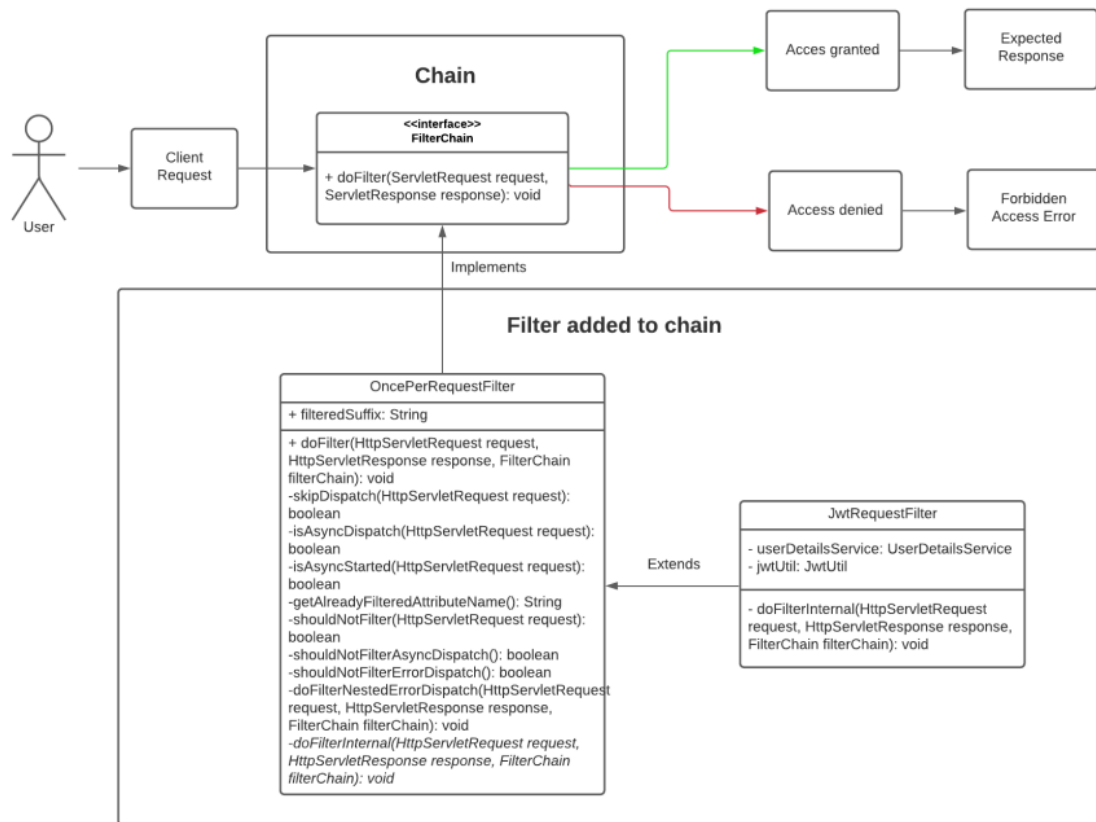 Chain
<<interface>>
FilterChain
+ doFilter(ServletRequest request,
ServletResponse response): void
User
Client
Request
Acces granted
Expected
Response
Access denied
Forbidden
Access Error
Implements
Filter added to chain
OncePerRequestFilter
+ filteredSuffix: String
+ doFilter(HttpServletRequest request,
HttpServletResponse response, FilterChain
filterChain): void
-skipDispatch(HttpServletRequest request):
boolean
-isAsyncDispatch(HttpServletRequest request):
boolean
-isAsyncStarted(HttpServletRequest request):
boolean
-getAlreadyFilteredAttributeName(): String
-shouldNotFilter(HttpServletRequest request):
boolean
-shouldNotFilterAsyncDispatch(): boolean
-shouldNotFilterErrorDispatch(): boolean
-doFilterNestedErrorDispatch(HttpServletRequest
request, HttpServletResponse response,
FilterChain filterChain): void
-doFilterInternal(HttpServletRequest request,
HttpServletResponse response, FilterChain
filterChain): void
Extends
JwtRequestFilter
- userDetailsService: UserDetailsService
- jwtUtil: JwtUtil
- doFilterInternal(HttpServletRequest
request, HttpServletResponse response,
FilterChain filterChain): void